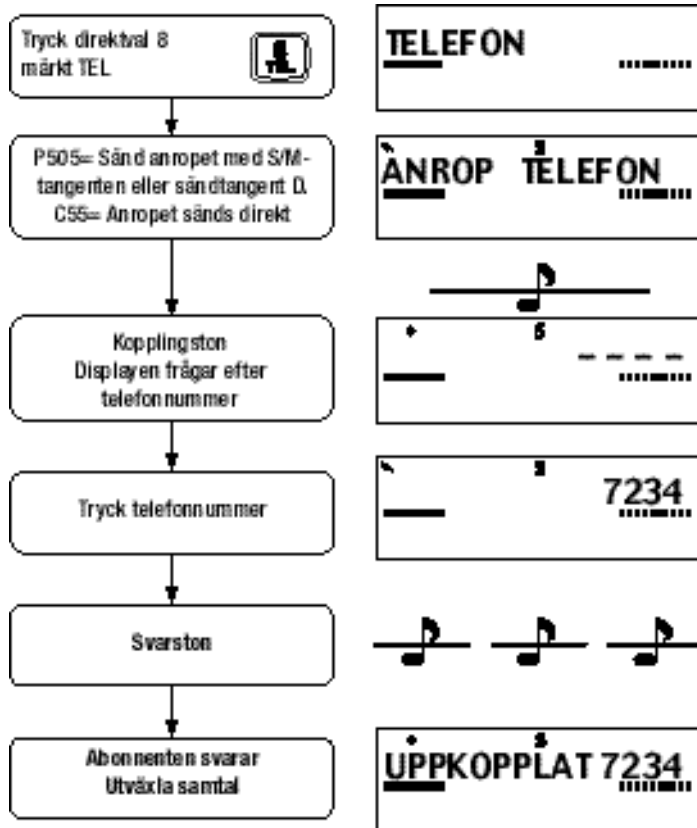 Tryck direktval 8
märkt TEL
TEL
TELEFON
P505= Sänd anropet med S/M-
tangenten eller sändtangent D.
C55= Anropet sänds direkt
ANROP TELEFON
Kopplingston
Displayen frågar efter
telefonnummer
S
- - - -
Tryck telefonnummer
7234
Svarston
Abonnenten svarar
Utväxla samtal
S
UPPKOPPLAT 7234